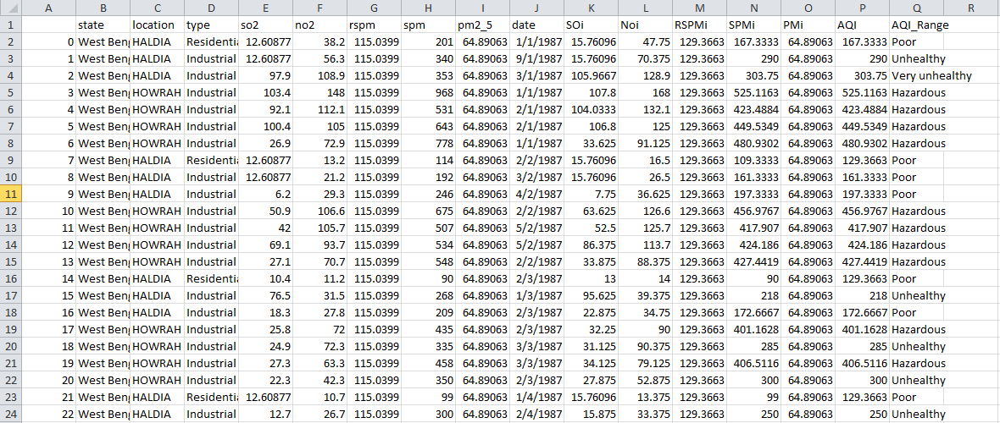 A B C D E F G H I J K L M N O P Q R
1 state location type so2 no2 rspm spm pm2_5 date SOi Noi RSPMi SPMi PMi AQI AQI_Range
2 0 West Beng HALDIA Residentia 12.60877 38.2 115.0399 201 64.89063 1/1/1987 15.76096 47.75 129.3663 167.3333 64.89063 167.3333 Poor
3 1 West Beng HALDIA Industrial 12.60877 56.3 115.0399 340 64.89063 9/1/1987 15.76096 70.375 129.3663 290 64.89063 290 Unhealthy
4 2 West Beng HALDIA Industrial 97.9 108.9 115.0399 353 64.89063 3/1/1987 105.9667 128.9 129.3663 303.75 64.89063 303.75 Very unhealthy
5 3 West Beng HOWRAH Industrial 103.4 148 115.0399 968 64.89063 1/1/1987 107.8 168 129.3663 525.1163 64.89063 525.1163 Hazardous
6 4 West Beng HOWRAH Industrial 92.1 112.1 115.0399 531 64.89063 2/1/1987 104.0333 132.1 129.3663 423.4884 64.89063 423.4884 Hazardous
7 5 West Beng HOWRAH Industrial 100.4 105 115.0399 643 64.89063 2/1/1987 106.8 125 129.3663 449.5349 64.89063 449.5349 Hazardous
8 6 West Beng HOWRAH Industrial 26.9 72.9 115.0399 778 64.89063 1/1/1987 33.625 91.125 129.3663 480.9302 64.89063 480.9302 Hazardous
9 7 West Beng HALDIA Residentia 12.60877 13.2 115.0399 114 64.89063 2/2/1987 15.76096 16.5 129.3663 109.3333 64.89063 129.3663 Poor
10 8 West Beng HALDIA Industrial 12.60877 21.2 115.0399 192 64.89063 3/2/1987 15.76096 26.5 129.3663 161.3333 64.89063 161.3333 Poor
11 9 West Beng HALDIA Industrial 6.2 29.3 115.0399 246 64.89063 4/2/1987 7.75 36.625 129.3663 197.3333 64.89063 197.3333 Poor
12 10 West Beng HOWRAH Industrial 50.9 106.6 115.0399 675 64.89063 2/2/1987 63.625 126.6 129.3663 456.9767 64.89063 456.9767 Hazardous
13 11 West Beng HOWRAH Industrial 42 105.7 115.0399 507 64.89063 5/2/1987 52.5 125.7 129.3663 417.907 64.89063 417.907 Hazardous
14 12 West Beng HOWRAH Industrial 69.1 93.7 115.0399 534 64.89063 5/2/1987 86.375 113.7 129.3663 424.186 64.89063 424.186 Hazardous
15 13 West Beng HOWRAH Industrial 27.1 70.7 115.0399 548 64.89063 2/2/1987 33.875 88.375 129.3663 427.4419 64.89063 427.4419 Hazardous
16 14 West Beng HALDIA Residentia 10.4 11.2 115.0399 90 64.89063 2/3/1987 13 14 129.3663 90 64.89063 129.3663 Poor
17 15 West Beng HALDIA Industrial 76.5 31.5 115.0399 268 64.89063 1/3/1987 95.625 39.375 129.3663 218 64.89063 218 Unhealthy
18 16 West Beng HALDIA Industrial 18.3 27.8 115.0399 209 64.89063 2/3/1987 22.875 34.75 129.3663 172.6667 64.89063 172.6667 Poor
19 17 West Beng HOWRAH Industrial 25.8 72 115.0399 435 64.89063 2/3/1987 32.25 90 129.3663 401.1628 64.89063 401.1628 Hazardous
20 18 West Beng HOWRAH Industrial 24.9 72.3 115.0399 335 64.89063 3/3/1987 31.125 90.375 129.3663 285 64.89063 285 Unhealthy
21 19 West Beng HOWRAH Industrial 27.3 63.3 115.0399 458 64.89063 3/3/1987 34.125 79.125 129.3663 406.5116 64.89063 406.5116 Hazardous
22 20 West Beng HOWRAH Industrial 22.3 42.3 115.0399 350 64.89063 2/3/1987 27.875 52.875 129.3663 300 64.89063 300 Unhealthy
23 21 West Beng HALDIA Residentia 12.60877 10.7 115.0399 99 64.89063 1/4/1987 15.76096 13.375 129.3663 99 64.89063 129.3663 Poor
24 22 West Beng HALDIA Industrial 12.7 26.7 115.0399 300 64.89063 2/4/1987 15.875 33.375 129.3663 250 64.89063 250 Unhealthy